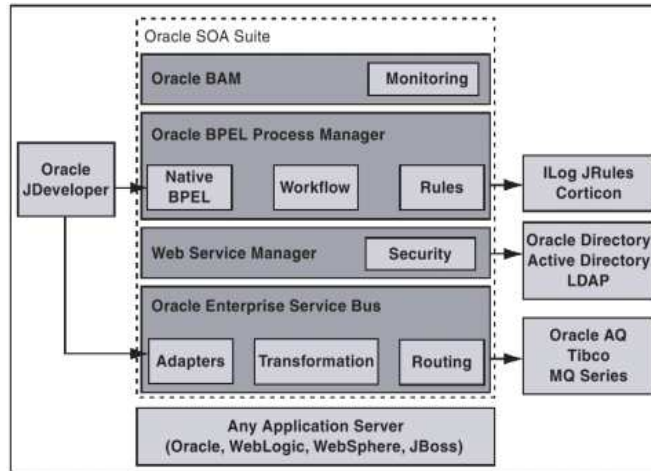 Oracle SOA Suite
Oracle BAM
Monitoring
Oracle BPEL Process Manager
Oracle
JDeveloper
Native
BPEL
Workflow
Rules
ILog JRules
Corticon
Web Service Manager
Security
Oracle Directory
Active Directory
LDAP
Oracle Enterprise Service Bus
Adapters
Transformation
Routing
Oracle AQ
Tibco
MQ Series
Any Application Server
(Oracle, WebLogic, WebSphere, JBoss)